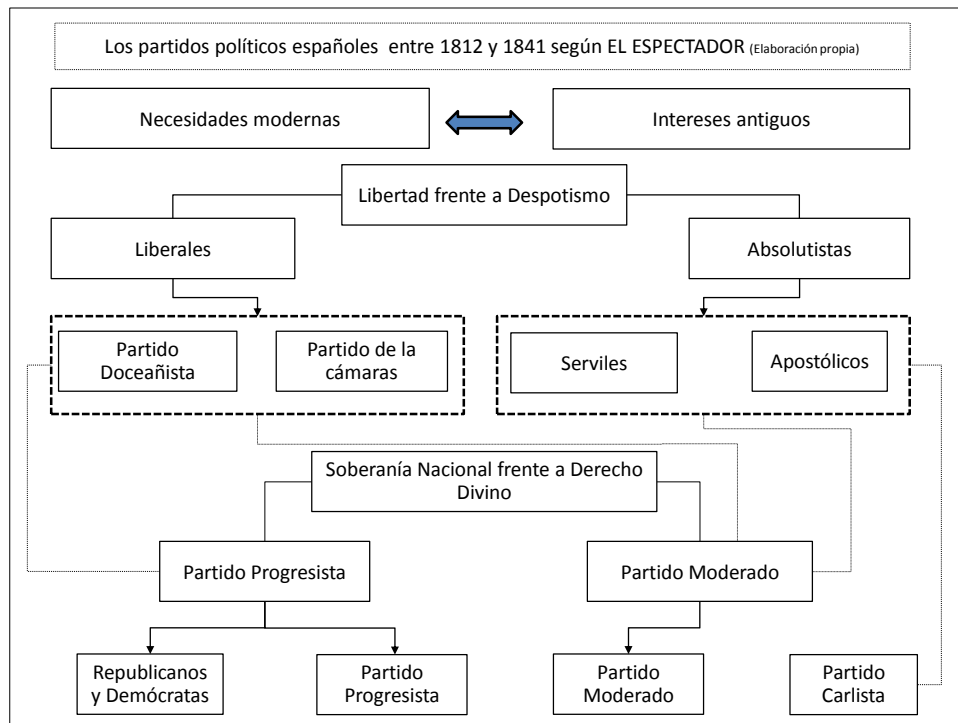 Los partidos políticos españoles entre 1812 y 1841 según EL ESPECTADOR (Elaboración propia)
Necesidades modernas
Intereses antiguos
Libertad frente a Despotismo
Liberales
Absolutistas
Partido
Doceañista
Partido de la
cámaras
Serviles
Apostólicos
Soberanía Nacional frente a Derecho
Divino
Partido Progresista
Partido Moderado
Republicanos
y Demócratas
Partido
Progresista
Partido
Moderado
Partido
Carlista